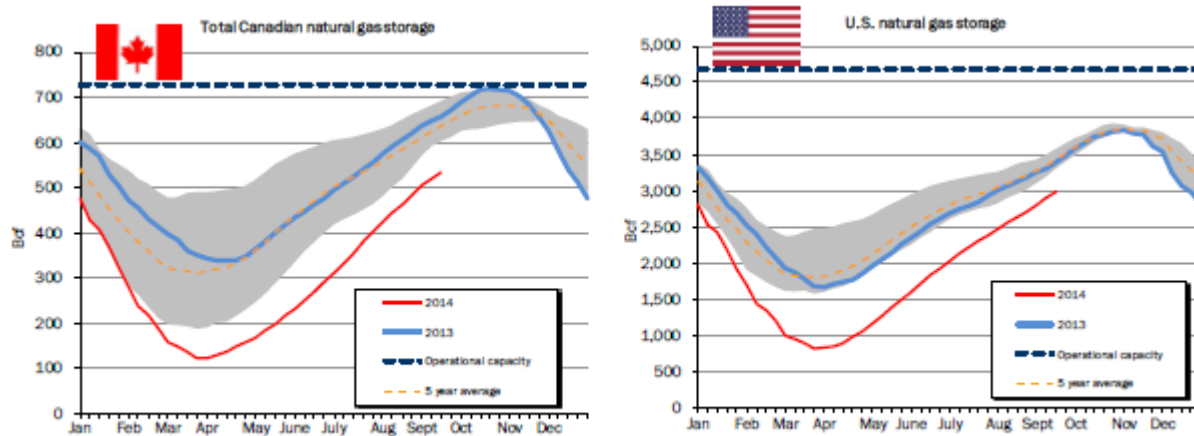 Total Canadian natural gas storage
800
700
600
500
400
300
200
100
0
Bcf
Jan Feb Mar Apr May June July Aug Sept Oct Nov Dec
2014
2013
Operational capacity
5 year average
U.S. natural gas storage
5,000
4,500
4,000
3,500
3,000
2,500
2,000
1,500
1,000
500
0
Bcf
Jan Feb Mar Apr May June July Aug Sept Oct Nov Dec
2014
2013
Operational capacity
5 year average